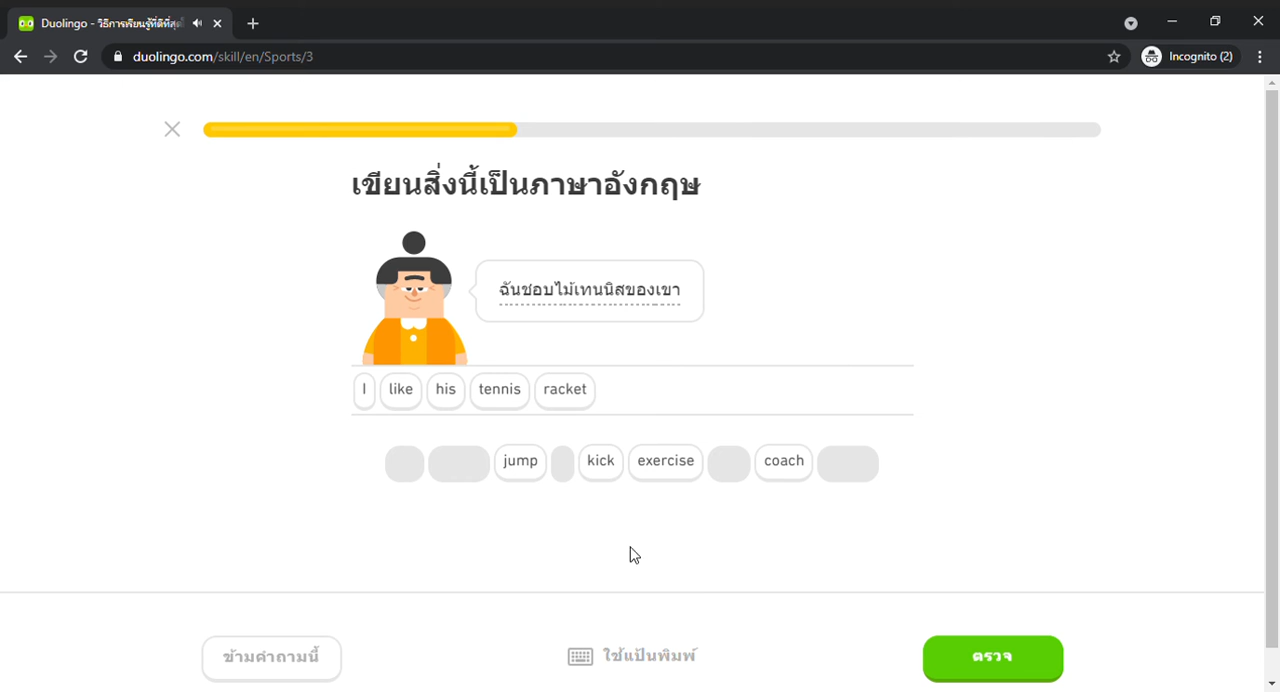 Duolingo - วิธีการเรียนรู้ที่ดีที่สุด
duolingo.com/skill/en/Sports/3
Incognito (2)
เขียนสิ่งนี้เป็นภาษาอังกฤษ
ฉันชอบไม้เทนนิสของเขา
I like his tennis racket
jump kick exercise coach
ข้ามคำถามนี้
ใช้แป้นพิมพ์
ตรวจ